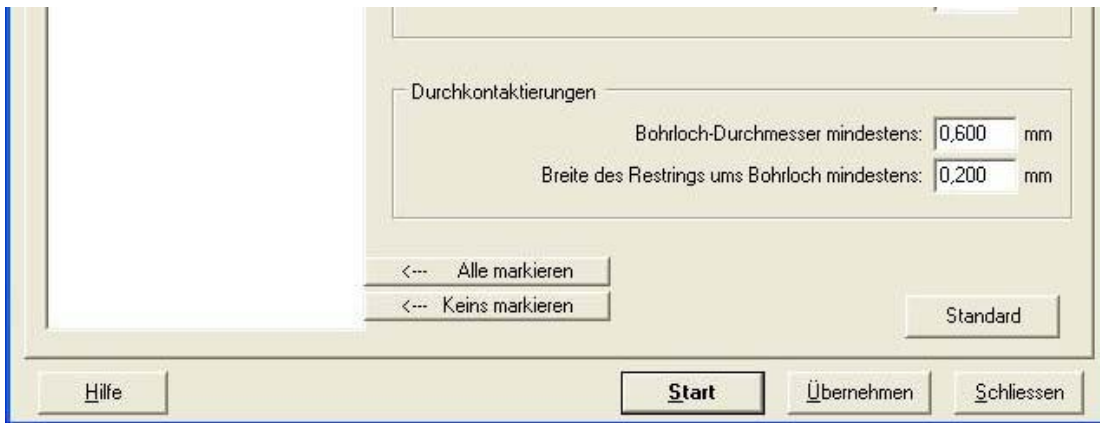 Durchkontaktierungen
Bohrloch-Durchmesser mindestens: 0,600 mm
Breite des Restrings ums Bohrloch mindestens: 0,200 mm
<--- Alle markieren
<--- Keins markieren
Standard
Hilfe Start Übernehmen Schliessen